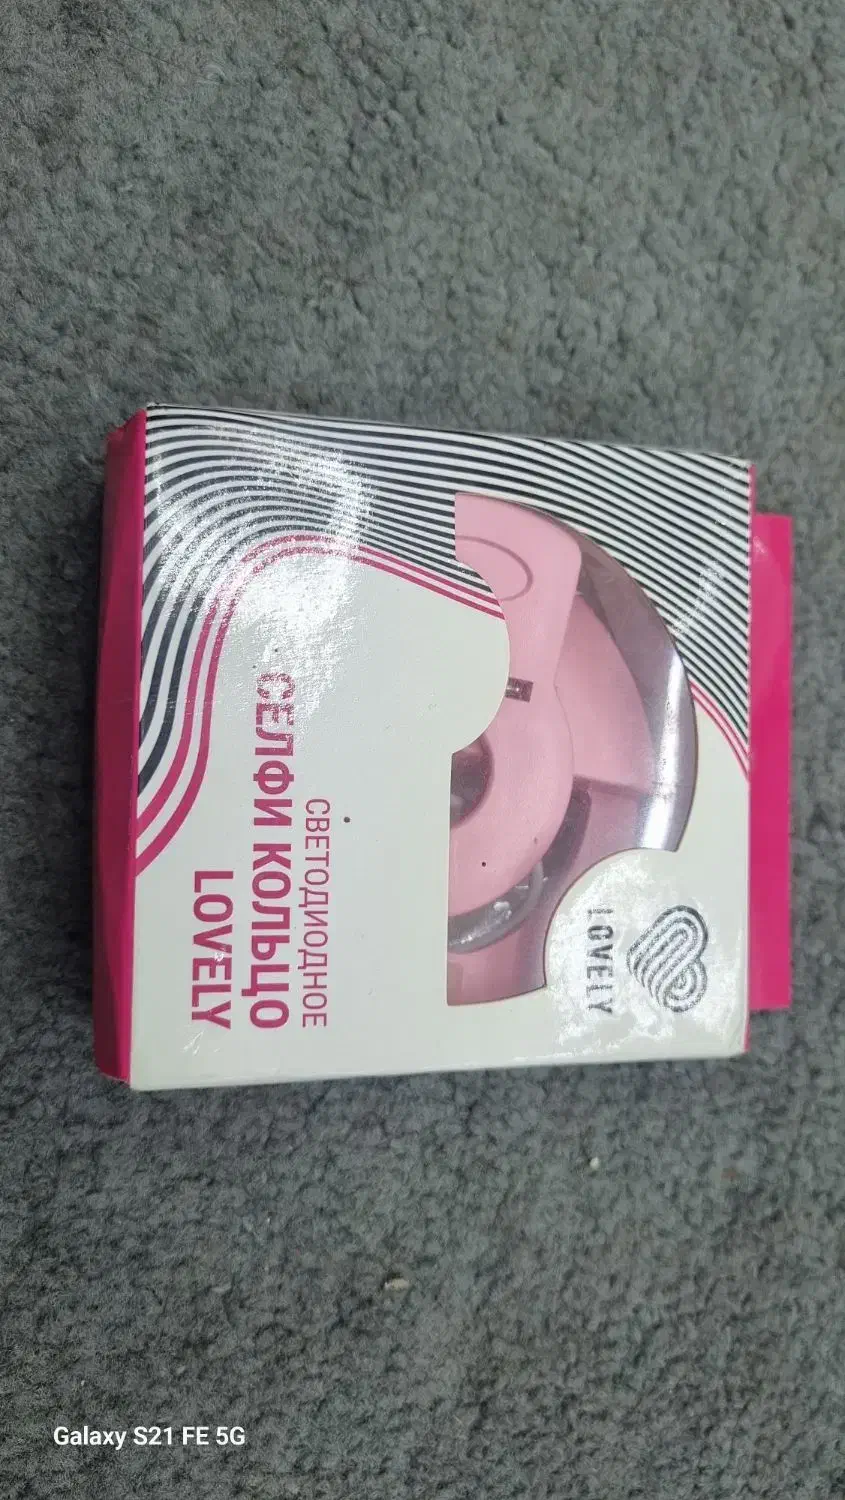 LOVELY
СВЕТОДИОДНОЕ
СЕЛФИ КОЛЬЦО
LOVELY
Galaxy S21 FE 5G